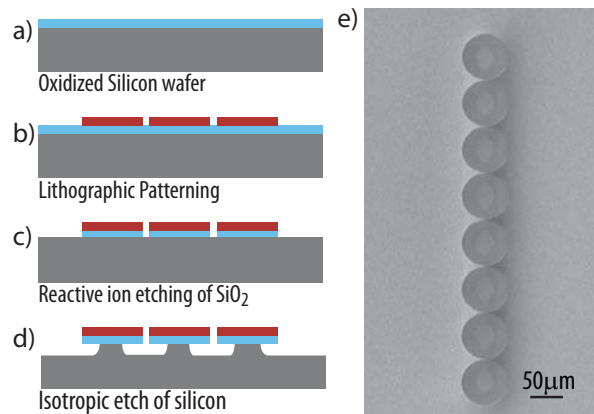 a)
Oxidized Silicon wafer
b)
Lithographic Patterning
c)
Reactive ion etching of SiO₂
d)
Isotropic etch of silicon
e)
50μm